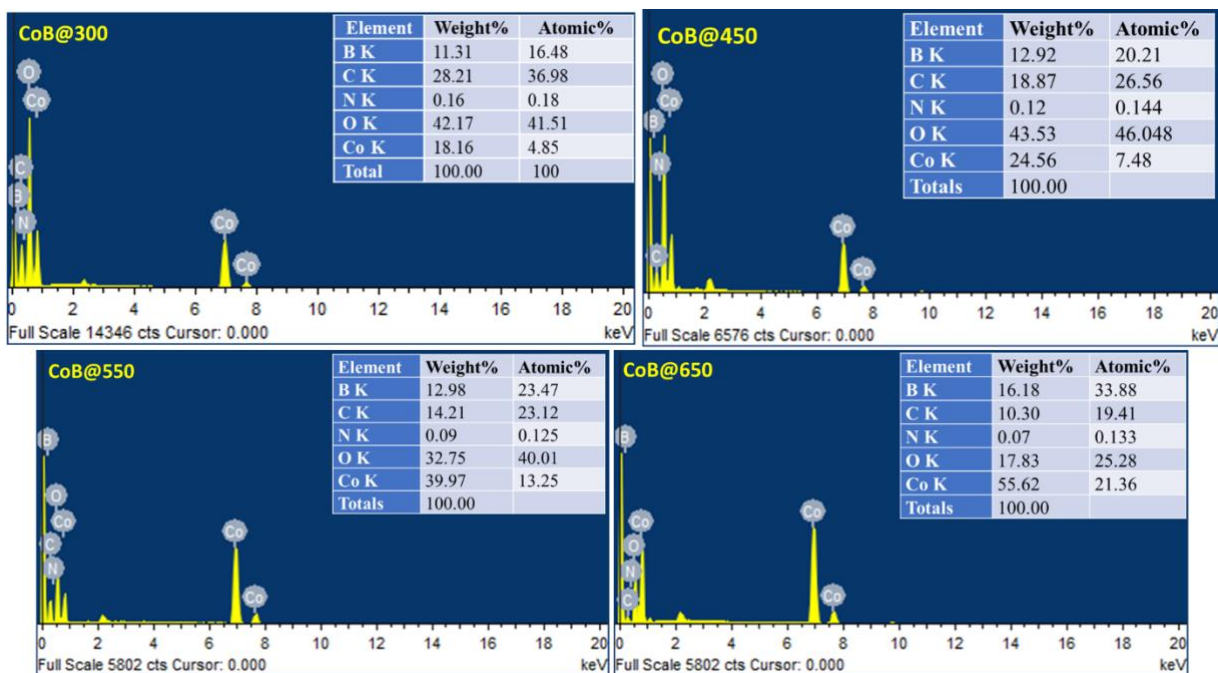 CoB@300
Element Weight% Atomic%
B K 11.31 16.48
C K 28.21 36.98
N K 0.16 0.18
O K 42.17 41.51
Co K 18.16 4.85
Total 100.00 100
O
Co
C
B
N
Co
Co
0 2 4 6 8 10 12 14 16 18 20
Full Scale 14346 cts Cursor: 0.000 keV
CoB@450
Element Weight% Atomic%
B K 12.92 20.21
C K 18.87 26.56
N K 0.12 0.144
O K 43.53 46.048
Co K 24.56 7.48
Totals 100.00
O
Co
B
N
C
Co
Co
0 2 4 6 8 10 12 14 16 18 20
Full Scale 6576 cts Cursor: 0.000 keV
CoB@550
Element Weight% Atomic%
B K 12.98 23.47
C K 14.21 23.12
N K 0.09 0.125
O K 32.75 40.01
Co K 39.97 13.25
Totals 100.00
B
O
Co
C
N
Co
Co
0 2 4 6 8 10 12 14 16 18 20
Full Scale 5802 cts Cursor: 0.000 keV
CoB@650
Element Weight% Atomic%
B K 16.18 33.88
C K 10.30 19.41
N K 0.07 0.133
O K 17.83 25.28
Co K 55.62 21.36
Totals 100.00
B
Co
O
N
C
Co
Co
0 2 4 6 8 10 12 14 16 18 20
Full Scale 5802 cts Cursor: 0.000 keV